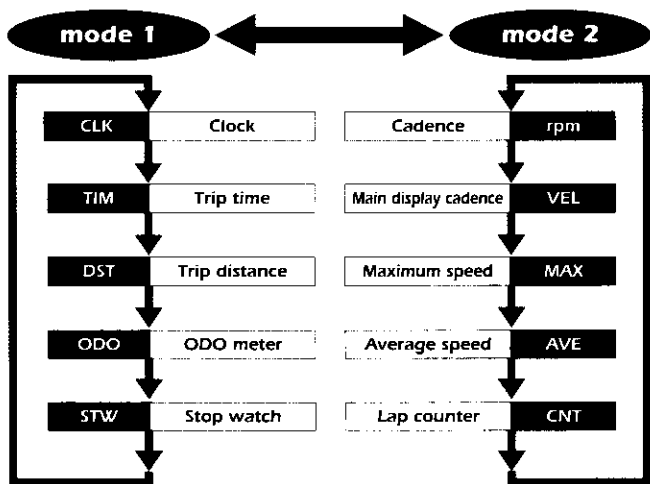 mode 1
mode 2
CLK Clock
Cadence rpm
TIM Trip time
Main display cadence VEL
DST Trip distance
Maximum speed MAX
ODO ODO meter
Average speed AVE
STW Stop watch
Lap counter CNT